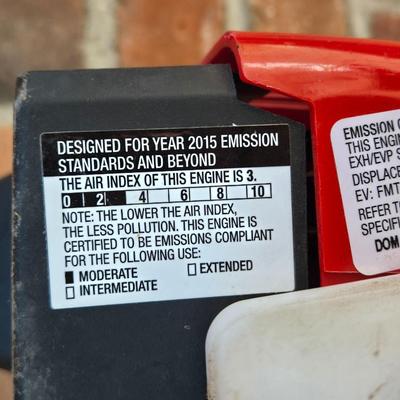 DESIGNED FOR YEAR 2015 EMISSION
STANDARDS AND BEYOND
THE AIR INDEX OF THIS ENGINE IS 3.
0 2 4 6 8 10
NOTE: THE LOWER THE AIR INDEX,
THE LESS POLLUTION. THIS ENGINE IS
CERTIFIED TO BE EMISSIONS COMPLIANT
FOR THE FOLLOWING USE:
MODERATE
EXTENDED
INTERMEDIATE
EMISSION
THIS ENGIN
EXH/EVP S
DISPLACE
EV: FMT
REFER T
SPECIFI
DOM